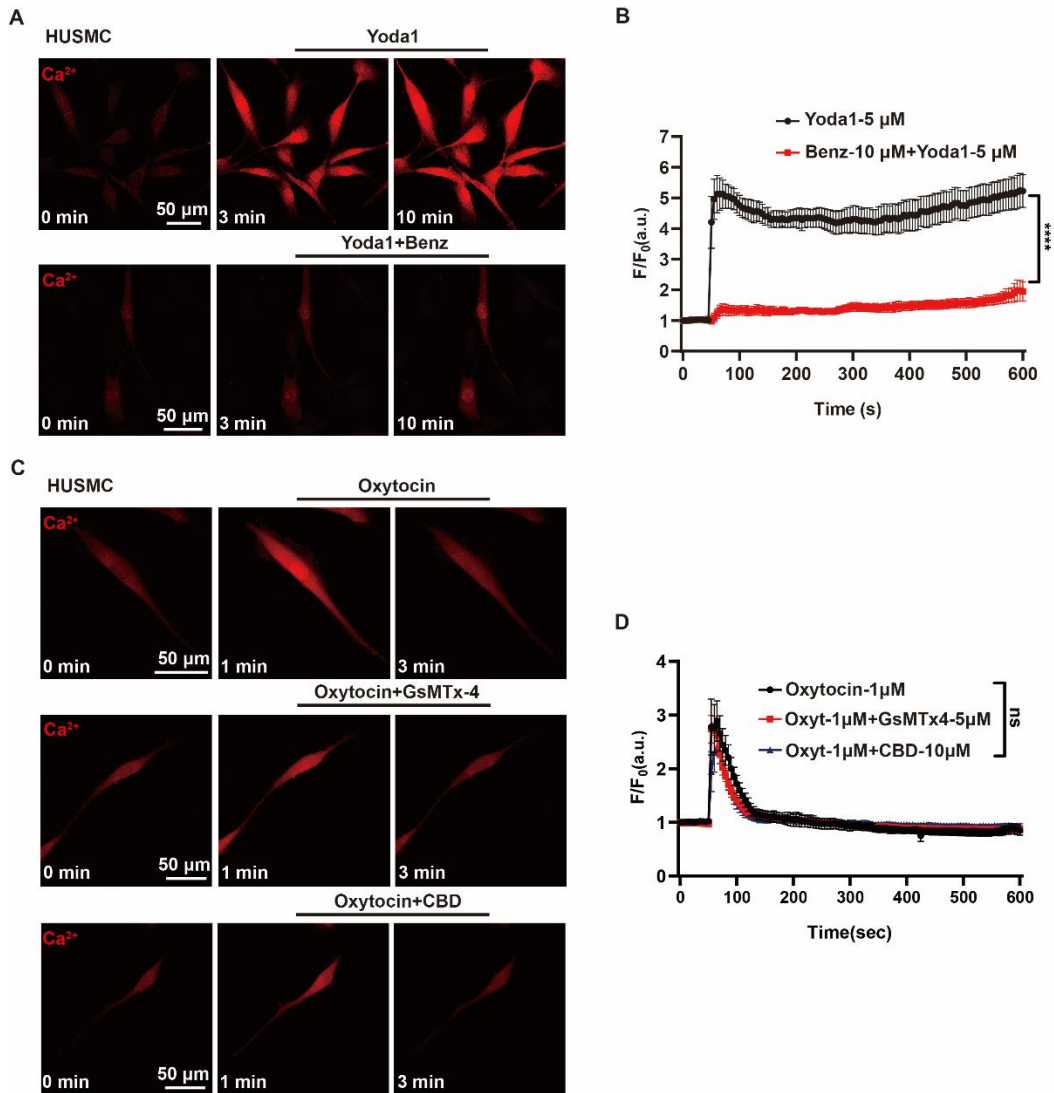 A
HUSMC
Yoda1
Ca²⁺
0 min
50 µm
3 min
10 min
Yoda1+Benz
Ca²⁺
0 min
50 µm
3 min
10 min
B
Yoda1-5 µM
Benz-10 µM+Yoda1-5 µM
7
6
5
4
3
2
1
0
F/F₀(a.u.)
****
0 100 200 300 400 500 600
Time (s)
C
HUSMC
Oxytocin
Ca²⁺
0 min
50 µm
1 min
3 min
Oxytocin+GsMTx-4
Ca²⁺
0 min
50 µm
1 min
3 min
Oxytocin+CBD
Ca²⁺
0 min
50 µm
1 min
3 min
D
Oxytocin-1µM
Oxyt-1µM+GsMTx4-5µM
Oxyt-1µM+CBD-10µM
ns
4
3
2
1
0
F/F₀(a.u.)
0 100 200 300 400 500 600
Time(sec)